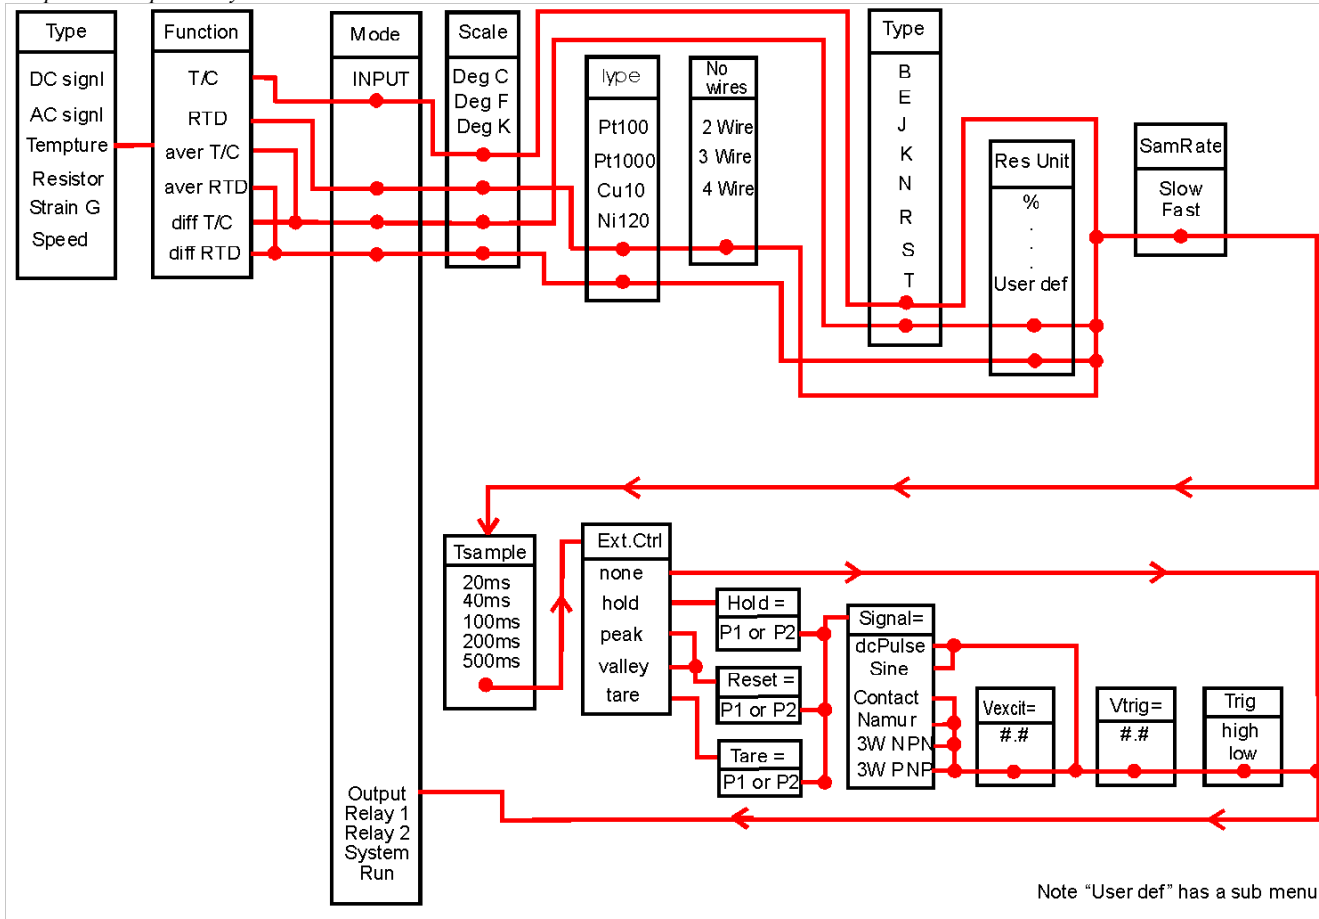 Type
DC signl
AC signl
Tempture
Resistor
Strain G
Speed
Function
T/C
RTD
aver T/C
aver RTD
diff T/C
diff RTD
Mode
INPUT
Output
Relay 1
Relay 2
System
Run
Scale
Deg C
Deg F
Deg K
Type
Pt100
Pt1000
Cu10
Ni120
No
wires
2 Wire
3 Wire
4 Wire
Type
B
E
J
K
N
R
S
T
Res Unit
%
.
.
.
User def
SamRate
Slow
Fast
Tsample
20ms
40ms
100ms
200ms
500ms
Ext.Ctrl
none
hold
peak
valley
tare
Hold =
P1 or P2
Reset =
P1 or P2
Tare =
P1 or P2
Signal=
dcPulse
Sine
Contact
Namur
3W NPN
3W PNP
Vexcit=
#.#
Vtrig=
#.#
Trig
high
low
Note “User def” has a sub menu